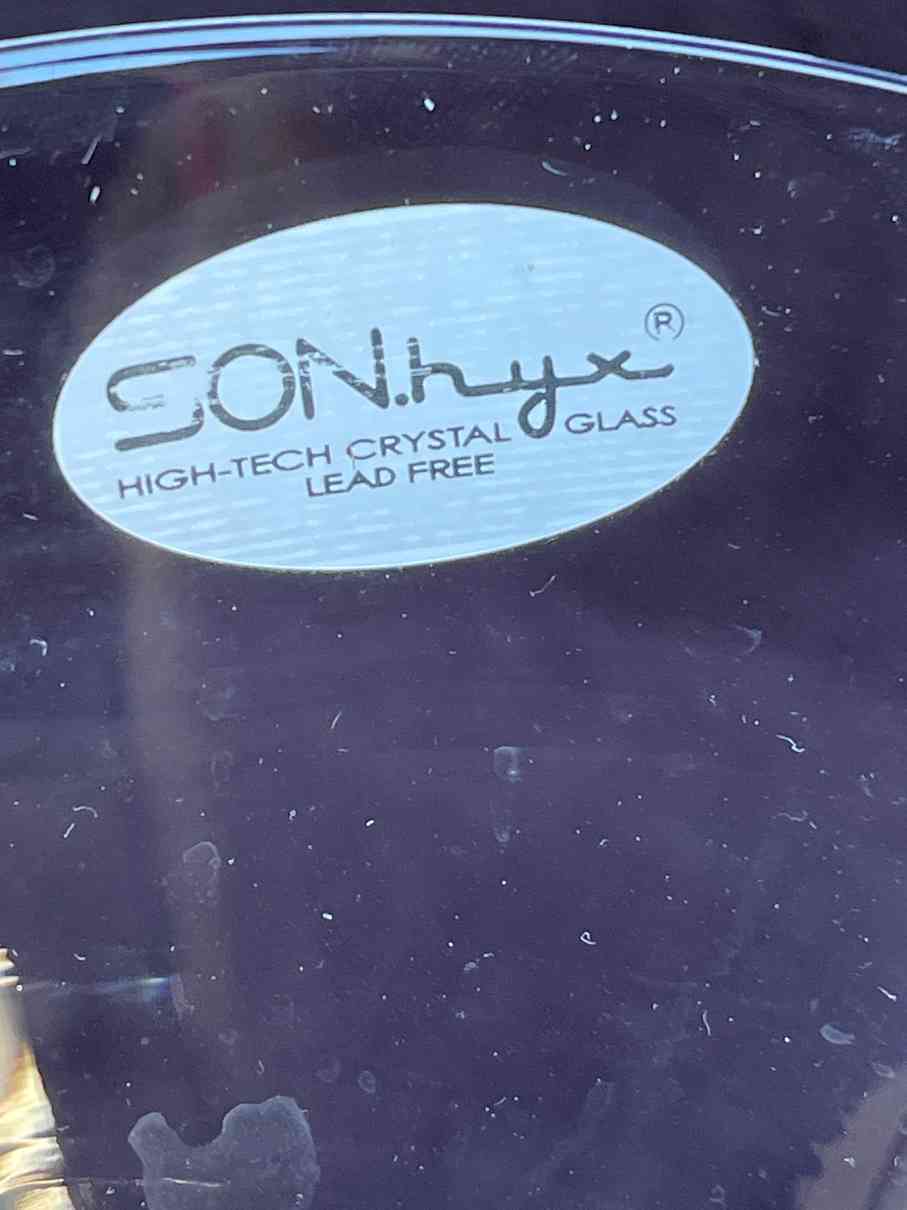 SON.hyx®
HIGH-TECH CRYSTAL GLASS
LEAD FREE